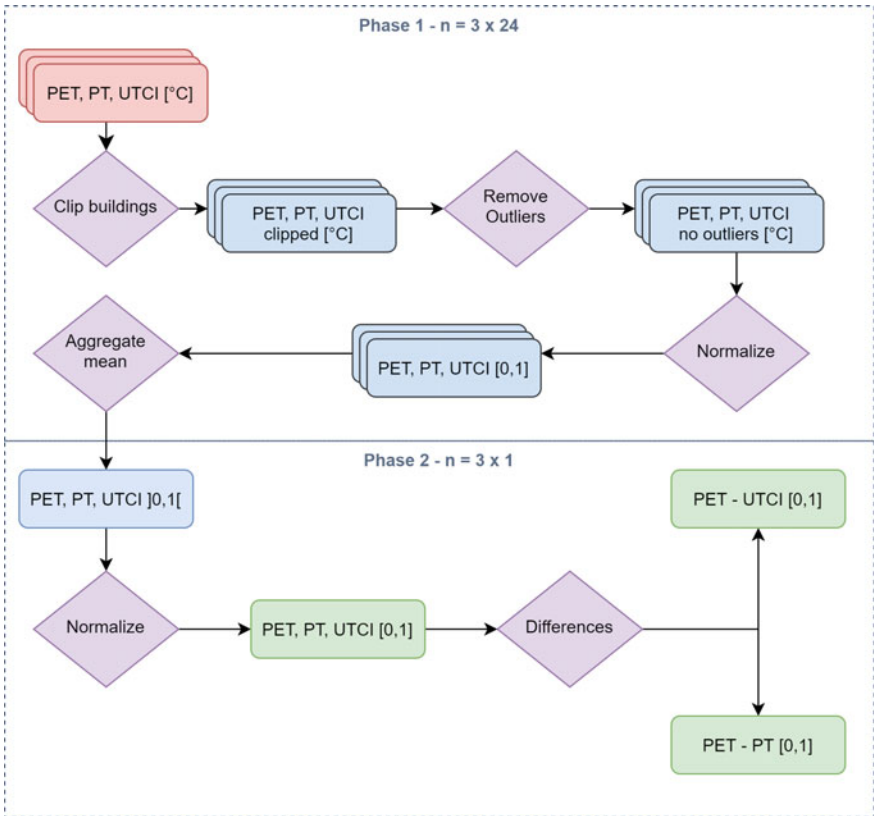 Phase 1 - n = 3 x 24
PET, PT, UTCI [°C]
Clip buildings
PET, PT, UTCI
clipped [°C]
Remove
Outliers
PET, PT, UTCI
no outliers [°C]
Normalize
PET, PT, UTCI [0,1]
Aggregate
mean
Phase 2 - n = 3 x 1
PET, PT, UTCI ]0,1[
Normalize
PET, PT, UTCI [0,1]
Differences
PET - UTCI [0,1]
PET - PT [0,1]